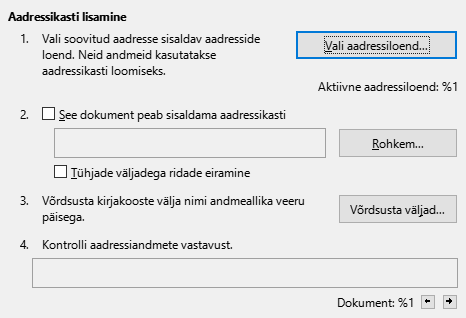 Aadressikasti lisamine
1. Vali soovitud aadresse sisaldav aadresside
loend. Neid andmeid kasutatakse
aadressikasti loomiseks.
Vali aadressiloend...
Aktiivne aadressiloend: %1
2. See dokument peab sisaldama aadressikasti
Rohkem...
Tühjade väljadega ridade eiramine
3. Võrdsusta kirjakooste välja nimi andmeallika veeru
päisega.
Võrdsusta väljad...
4. Kontrolli aadressiandmete vastavust.
Dokument: %1